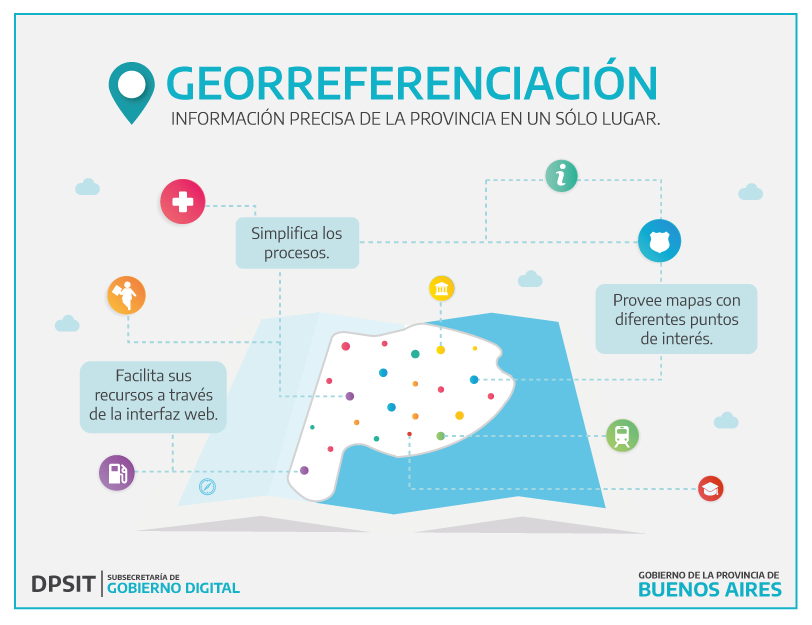 GEORREFERENCIACIÓN
INFORMACIÓN PRECISA DE LA PROVINCIA EN UN SÓLO LUGAR.
Simplifica los
procesos.
Provee mapas con
diferentes puntos
de interés.
Facilita sus
recursos a través
de la interfaz web.
DPSIT
SUBSECRETARÍA DE
GOBIERNO DIGITAL
GOBIERNO DE LA PROVINCIA DE
BUENOS AIRES